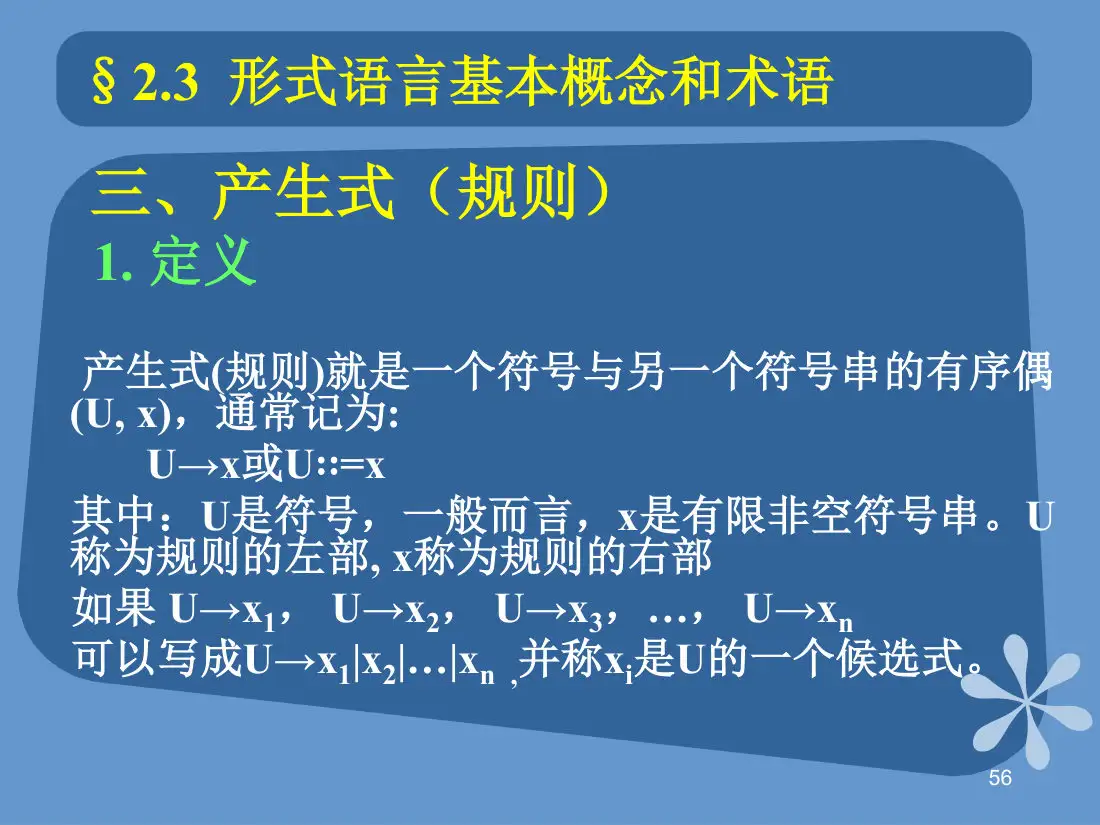 §2.3 形式语言基本概念和术语
三、产生式（规则）
1. 定义
产生式(规则)就是一个符号与另一个符号串的有序偶
(U, x)，通常记为:
U→x或U∷=x
其中：U是符号，一般而言，x是有限非空符号串。U
称为规则的左部, x称为规则的右部
如果 U→x₁， U→x₂， U→x₃，…， U→xₙ
可以写成U→x₁|x₂|…|xₙ ,并称xᵢ是U的一个候选式。
56